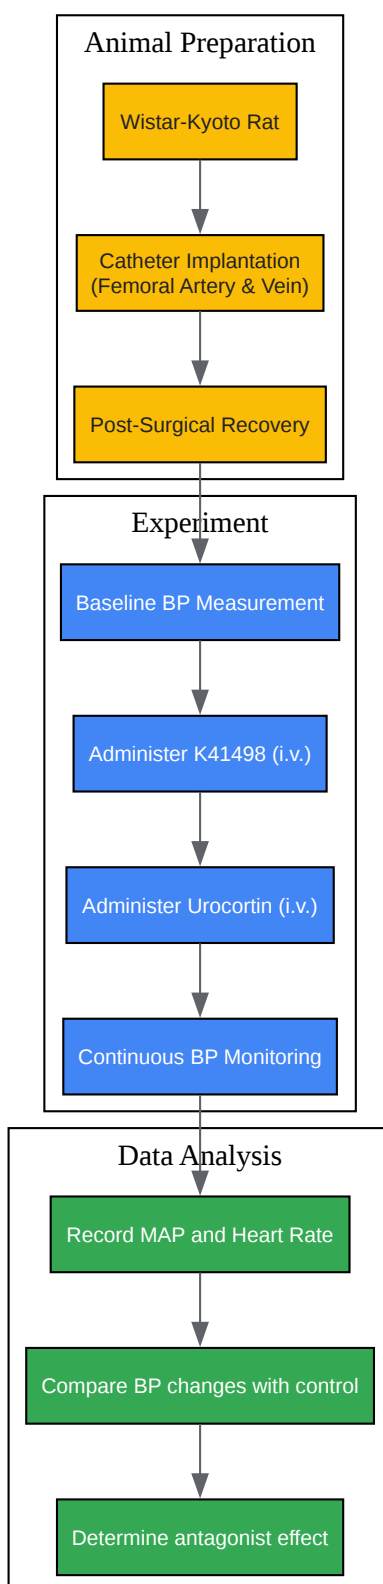 Animal Preparation
Wistar-Kyoto Rat
Catheter Implantation
(Femoral Artery & Vein)
Post-Surgical Recovery
Experiment
Baseline BP Measurement
Administer K41498 (i.v.)
Administer Urocortin (i.v.)
Continuous BP Monitoring
Data Analysis
Record MAP and Heart Rate
Compare BP changes with control
Determine antagonist effect